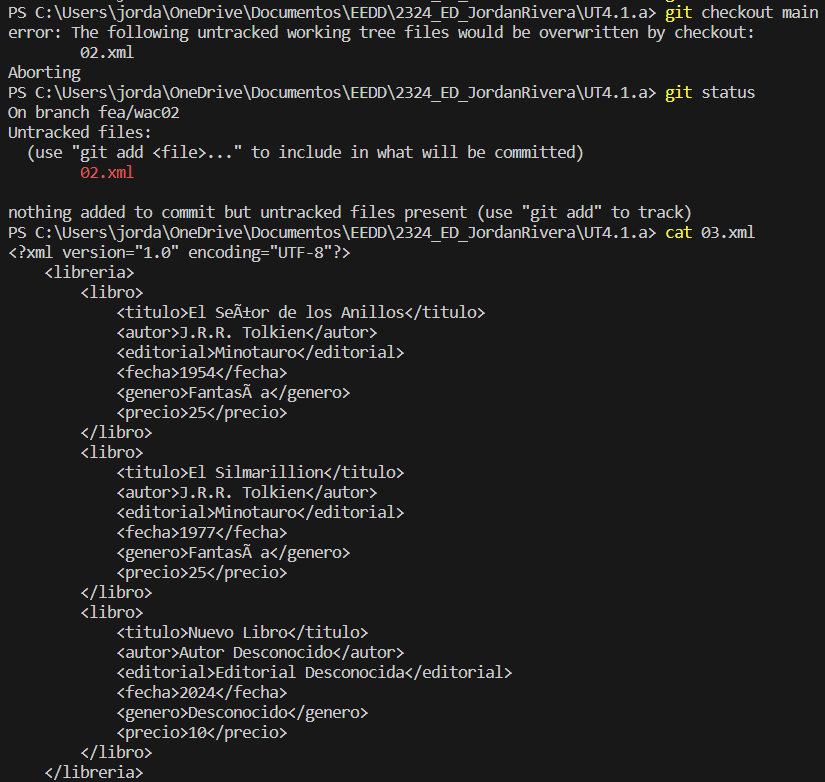 PS C:\Users\jorda\OneDrive\Documentos\EEDD\2324_ED_JordanRivera\UT4.1.a> git checkout main
error: The following untracked working tree files would be overwritten by checkout:
        02.xml
Aborting
PS C:\Users\jorda\OneDrive\Documentos\EEDD\2324_ED_JordanRivera\UT4.1.a> git status
On branch fea/wac02
Untracked files:
  (use "git add <file>..." to include in what will be committed)
        02.xml

nothing added to commit but untracked files present (use "git add" to track)
PS C:\Users\jorda\OneDrive\Documentos\EEDD\2324_ED_JordanRivera\UT4.1.a> cat 03.xml
<?xml version="1.0" encoding="UTF-8"?>
    <libreria>
        <libro>
            <titulo>El SeÃ±or de los Anillos</titulo>
            <autor>J.R.R. Tolkien</autor>
            <editorial>Minotauro</editorial>
            <fecha>1954</fecha>
            <genero>FantasÃ a</genero>
            <precio>25</precio>
        </libro>
        <libro>
            <titulo>El Silmarillion</titulo>
            <autor>J.R.R. Tolkien</autor>
            <editorial>Minotauro</editorial>
            <fecha>1977</fecha>
            <genero>FantasÃ a</genero>
            <precio>25</precio>
        </libro>
        <libro>
            <titulo>Nuevo Libro</titulo>
            <autor>Autor Desconocido</autor>
            <editorial>Editorial Desconocida</editorial>
            <fecha>2024</fecha>
            <genero>Desconocido</genero>
            <precio>10</precio>
        </libro>
    </libreria>